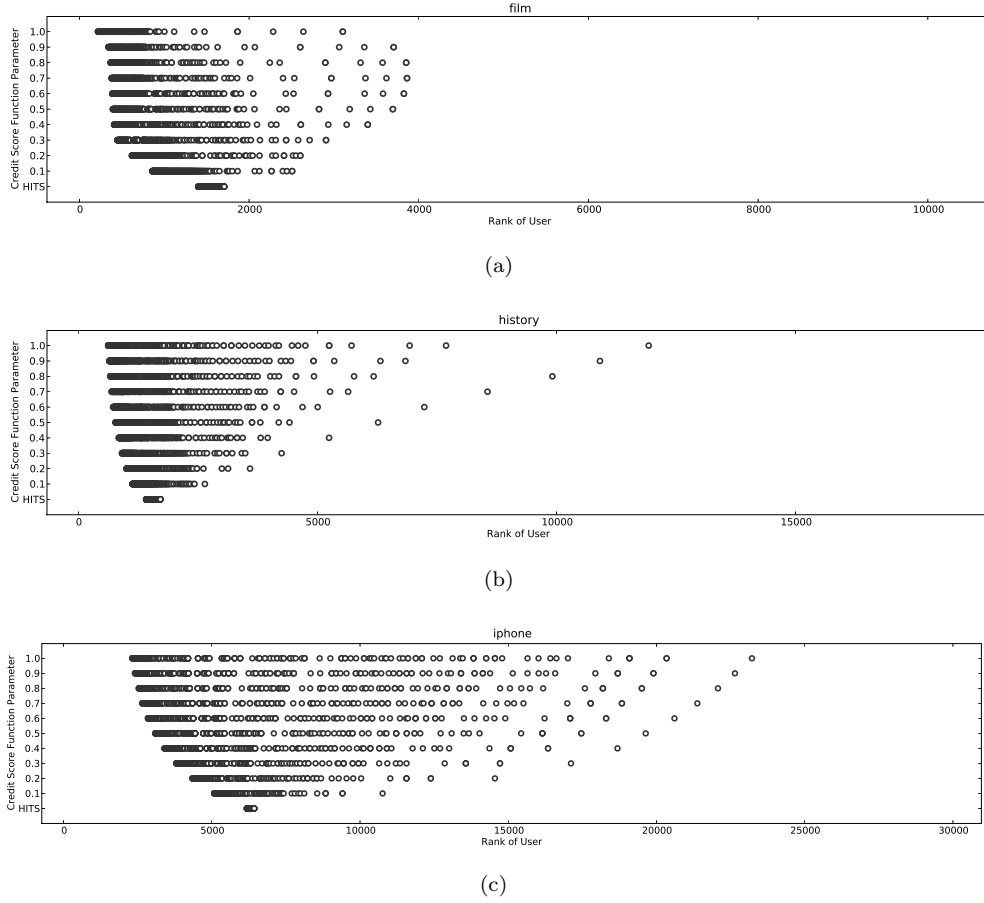 film
Credit Score Function Parameter
1.0
0.9
0.8
0.7
0.6
0.5
0.4
0.3
0.2
0.1
HITS
0 2000 4000 6000 8000 10000
Rank of User
(a)
history
Credit Score Function Parameter
1.0
0.9
0.8
0.7
0.6
0.5
0.4
0.3
0.2
0.1
HITS
0 5000 10000 15000
Rank of User
(b)
iphone
Credit Score Function Parameter
1.0
0.9
0.8
0.7
0.6
0.5
0.4
0.3
0.2
0.1
HITS
0 5000 10000 15000 20000 25000 30000
Rank of User
(c)